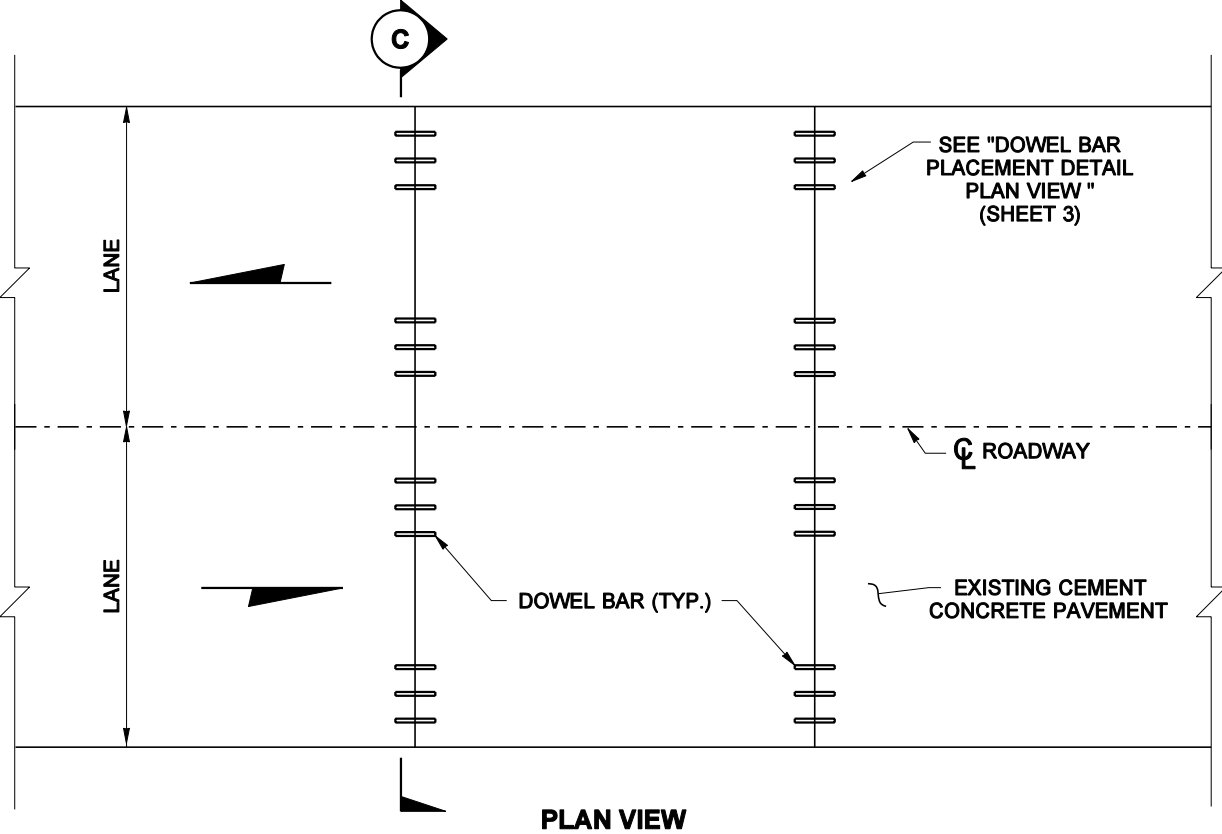 C
SEE "DOWEL BAR
PLACEMENT DETAIL
PLAN VIEW "
(SHEET 3)
LANE
℄ ROADWAY
LANE
DOWEL BAR (TYP.)
EXISTING CEMENT
CONCRETE PAVEMENT
PLAN VIEW